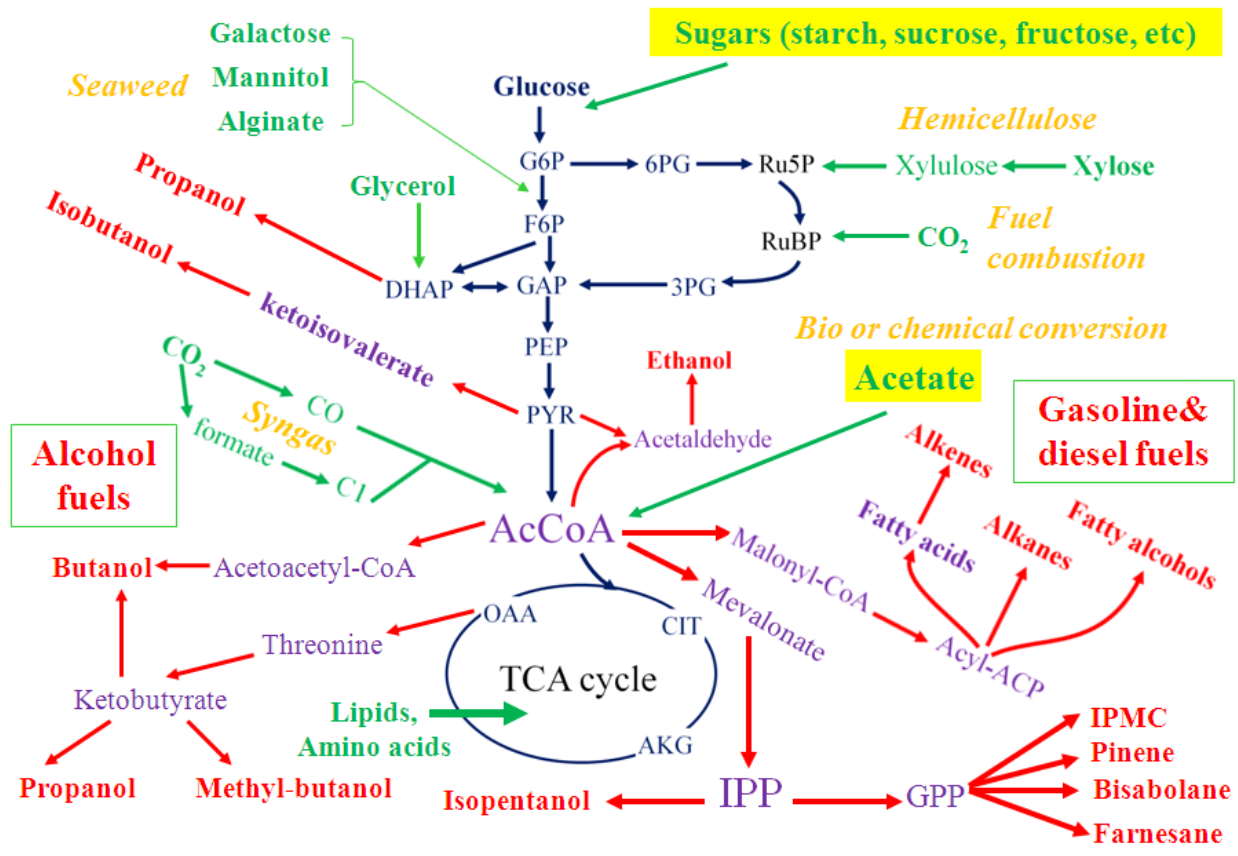 Galactose
Sugars (starch, sucrose, fructose, etc)
Seaweed
Mannitol
Glucose
Alginate
Hemicellulose
G6P
6PG
Ru5P
Xylulose
Xylose
Propanol
Glycerol
Isobutanol
F6P
RuBP
CO2
Fuel
combustion
DHAP
GAP
3PG
ketoisovalerate
PEP
Bio or chemical conversion
CO2
Ethanol
Acetate
CO
Syngas
PYR
Acetaldehyde
Gasoline&
diesel fuels
formate
C1
Alcohol
fuels
Alkenes
AcCoA
Fatty acids
Alkanes
Fatty alcohols
Butanol
Acetoacetyl-CoA
Malonyl-CoA
Mevalonate
OAA
CIT
Threonine
Acyl-ACP
TCA cycle
Ketobutyrate
Lipids,
Amino acids
AKG
IPMC
Pinene
Propanol
Methyl-butanol
Isopentanol
IPP
GPP
Bisabolane
Farnesane